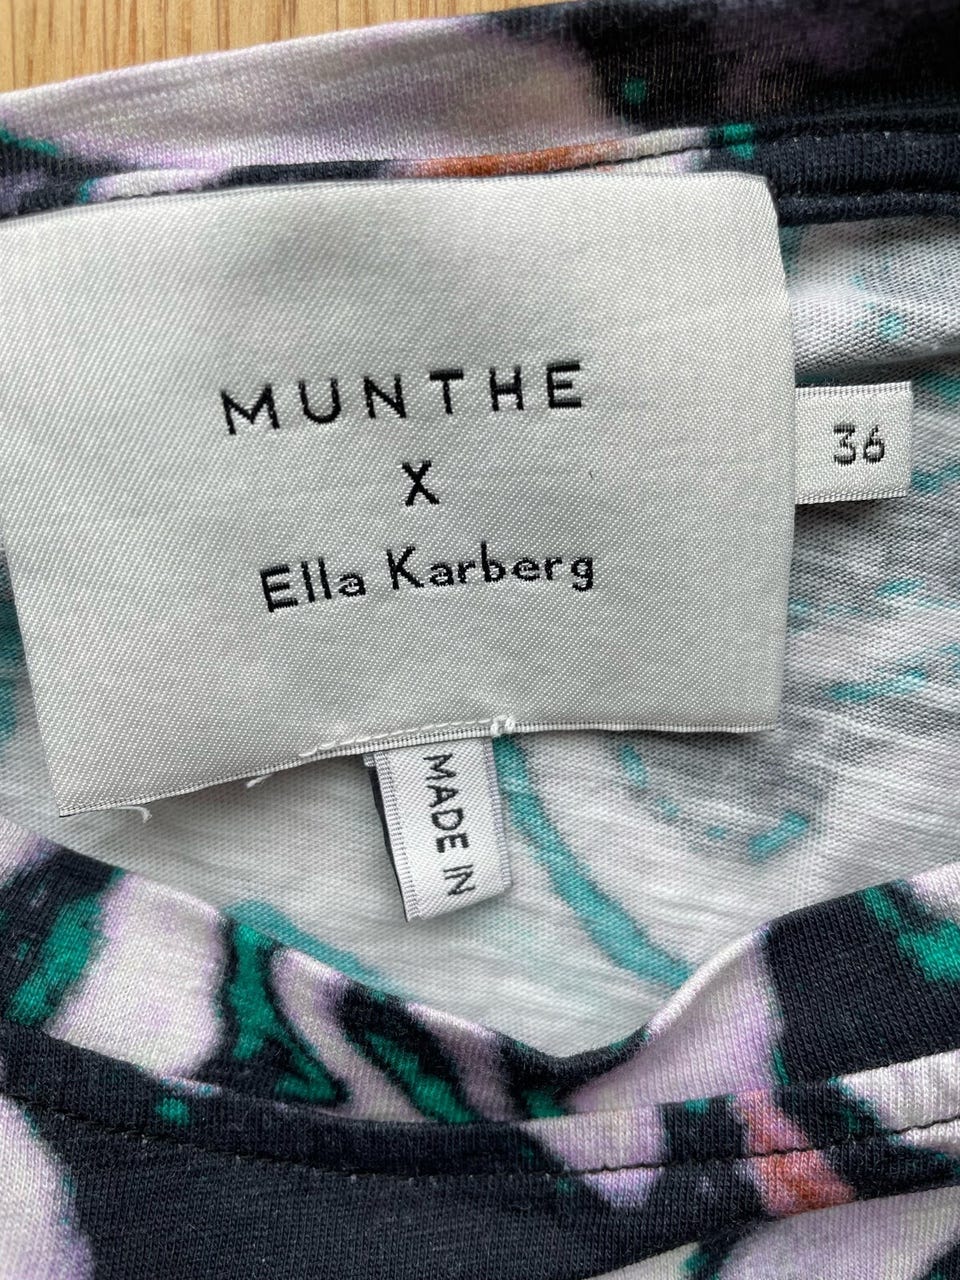 MUNTHE
X
Ella Karberg
36
MADE IN